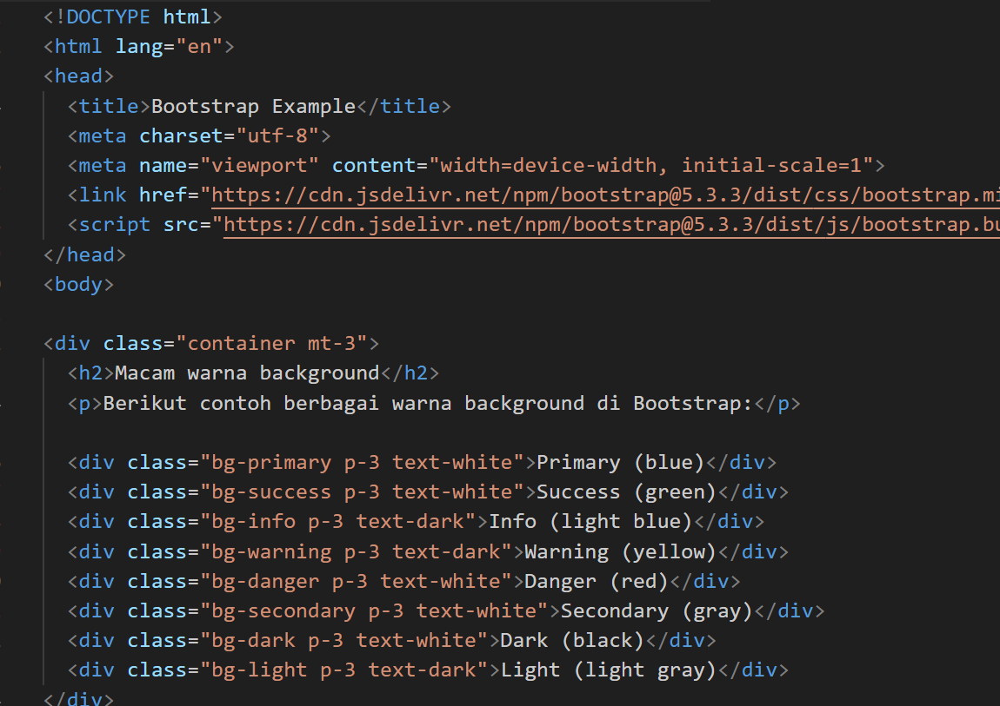 <!DOCTYPE html>
<html lang="en">
<head>
<title>Bootstrap Example</title>
<meta charset="utf-8">
<meta name="viewport" content="width=device-width, initial-scale=1">
<link href="https://cdn.jsdelivr.net/npm/bootstrap@5.3.3/dist/css/bootstrap.mi
<script src="https://cdn.jsdelivr.net/npm/bootstrap@5.3.3/dist/js/bootstrap.bu
</head>
<body>
<div class="container mt-3">
<h2>Macam warna background</h2>
<p>Berikut contoh berbagai warna background di Bootstrap:</p>
<div class="bg-primary p-3 text-white">Primary (blue)</div>
<div class="bg-success p-3 text-white">Success (green)</div>
<div class="bg-info p-3 text-dark">Info (light blue)</div>
<div class="bg-warning p-3 text-dark">Warning (yellow)</div>
<div class="bg-danger p-3 text-white">Danger (red)</div>
<div class="bg-secondary p-3 text-white">Secondary (gray)</div>
<div class="bg-dark p-3 text-white">Dark (black)</div>
<div class="bg-light p-3 text-dark">Light (light gray)</div>
</div>